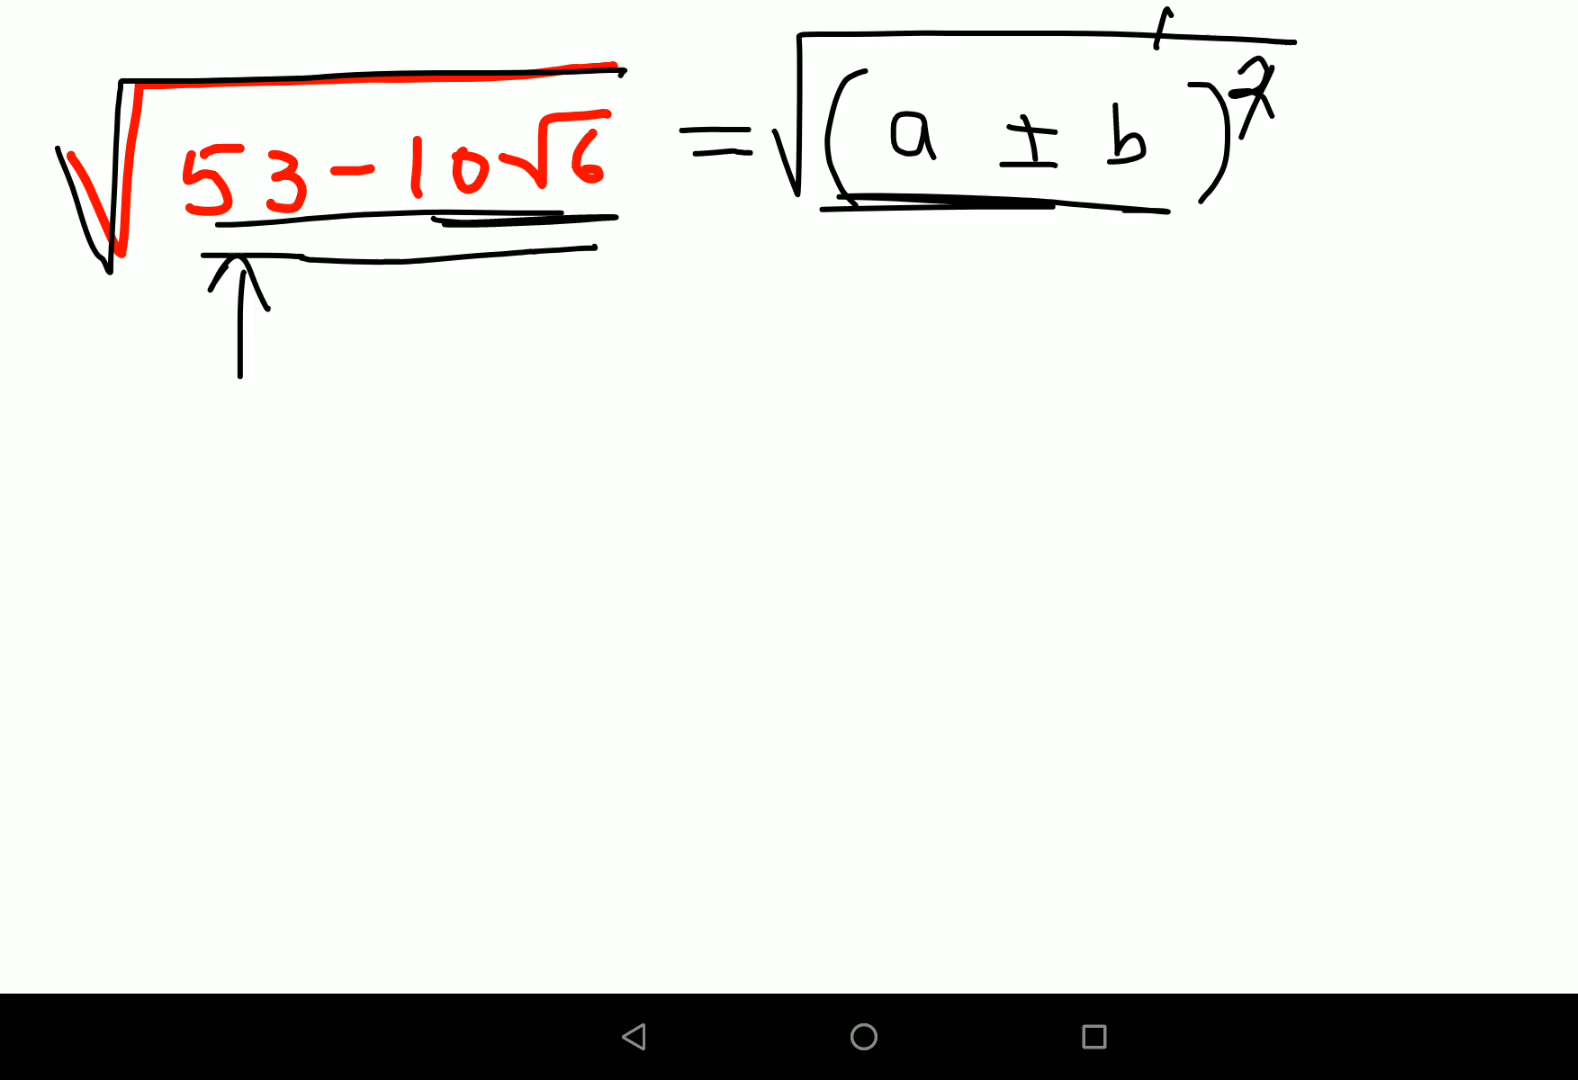 √(53 - 10√6) = √((a ± b)²)